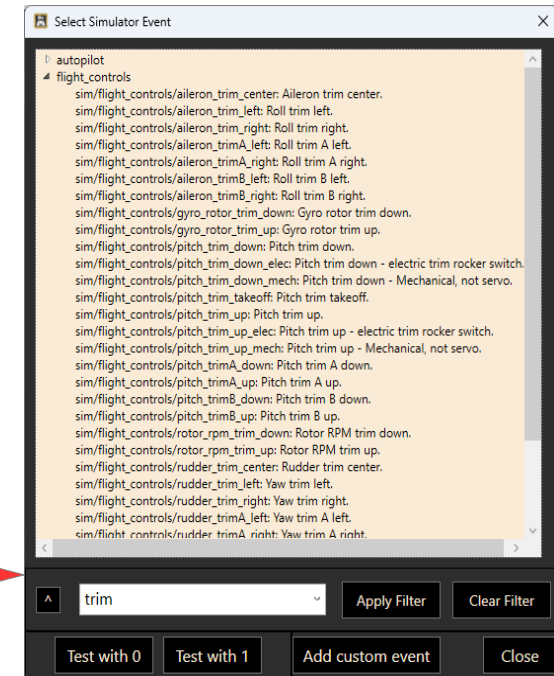 Select Simulator Event
autopilot
flight_controls
sim/flight_controls/aileron_trim_center: Aileron trim center.
sim/flight_controls/aileron_trim_left: Roll trim left.
sim/flight_controls/aileron_trim_right: Roll trim right.
sim/flight_controls/aileron_trimA_left: Roll trim A left.
sim/flight_controls/aileron_trimA_right: Roll trim A right.
sim/flight_controls/aileron_trimB_left: Roll trim B left.
sim/flight_controls/aileron_trimB_right: Roll trim B right.
sim/flight_controls/gyro_rotor_trim_down: Gyro rotor trim down.
sim/flight_controls/gyro_rotor_trim_up: Gyro rotor trim up.
sim/flight_controls/pitch_trim_down: Pitch trim down.
sim/flight_controls/pitch_trim_down_elec: Pitch trim down - electric trim rocker switch.
sim/flight_controls/pitch_trim_down_mech: Pitch trim down - Mechanical, not servo.
sim/flight_controls/pitch_trim_takeoff: Pitch trim takeoff.
sim/flight_controls/pitch_trim_up: Pitch trim up.
sim/flight_controls/pitch_trim_up_elec: Pitch trim up - electric trim rocker switch.
sim/flight_controls/pitch_trim_up_mech: Pitch trim up - Mechanical, not servo.
sim/flight_controls/pitch_trimA_down: Pitch trim A down.
sim/flight_controls/pitch_trimA_up: Pitch trim A up.
sim/flight_controls/pitch_trimB_down: Pitch trim B down.
sim/flight_controls/pitch_trimB_up: Pitch trim B up.
sim/flight_controls/rotor_rpm_trim_down: Rotor RPM trim down.
sim/flight_controls/rotor_rpm_trim_up: Rotor RPM trim up.
sim/flight_controls/rudder_trim_center: Rudder trim center.
sim/flight_controls/rudder_trim_left: Yaw trim left.
sim/flight_controls/rudder_trim_right: Yaw trim right.
sim/flight_controls/rudder_trimA_left: Yaw trim A left.
sim/flight_controls/rudder_trimA_right: Yaw trim A right.
trim Apply Filter Clear Filter
Test with 0 Test with 1 Add custom event Close